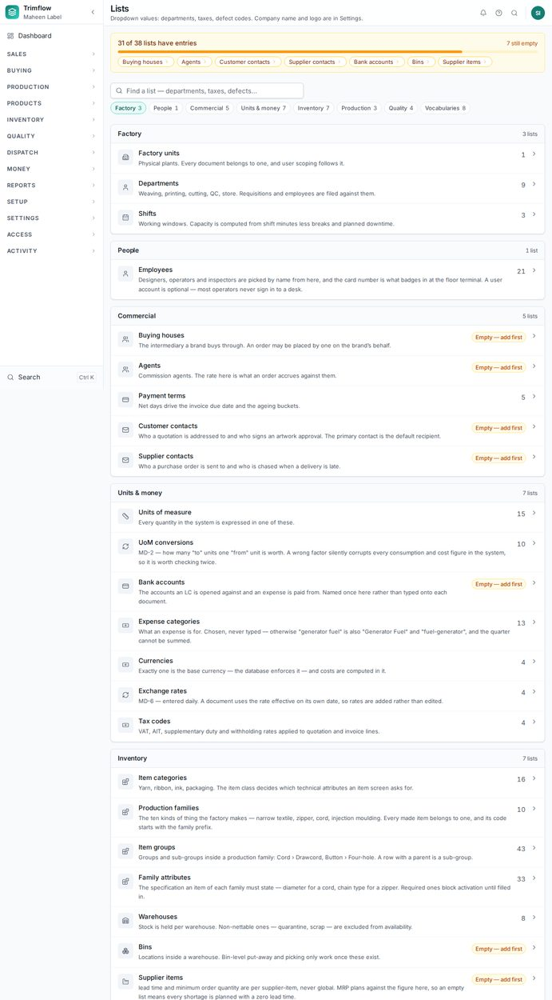 Trimflow
Maheen Label
Dashboard
SALES
BUYING
PRODUCTION
PRODUCTS
INVENTORY
QUALITY
DISPATCH
MONEY
REPORTS
SETUP
SETTINGS
ACCESS
ACTIVITY
Search
Ctrl K
Lists
Dropdown values: departments, taxes, defect codes. Company name and logo are in Settings.
SI
31 of 38 lists have entries
7 still empty
Buying houses
Agents
Customer contacts
Supplier contacts
Bank accounts
Bins
Supplier items
Find a list — departments, taxes, defects...
Factory 3
People 1
Commercial 5
Units & money 7
Inventory 7
Production 3
Quality 4
Vocabularies 8
Factory
3 lists
Factory units
1
Physical plants. Every document belongs to one, and user scoping follows it.
Departments
9
Weaving, printing, cutting, QC, store. Requisitions and employees are filed against them.
Shifts
3
Working windows. Capacity is computed from shift minutes less breaks and planned downtime.
People
1 list
Employees
21
Designers, operators and inspectors are picked by name from here, and the card number is what badges in at the floor terminal. A user
account is optional — most operators never sign in to a desk.
Commercial
5 lists
Buying houses
Empty — add first
The intermediary a brand buys through. An order may be placed by one on the brand's behalf.
Agents
Empty — add first
Commission agents. The rate here is what an order accrues against them.
Payment terms
5
Net days drive the invoice due date and the ageing buckets.
Customer contacts
Empty — add first
Who a quotation is addressed to and who signs an artwork approval. The primary contact is the default recipient.
Supplier contacts
Empty — add first
Who a purchase order is sent to and who is chased when a delivery is late.
Units & money
7 lists
Units of measure
15
Every quantity in the system is expressed in one of these.
UoM conversions
10
MD-2 — how many "to" units one "from" unit is worth. A wrong factor silently corrupts every consumption and cost figure in the system,
so it is worth checking twice.
Bank accounts
Empty — add first
The accounts an LC is opened against and an expense is paid from. Named once here rather than typed onto each
document.
Expense categories
13
What an expense is for. Chosen, never typed — otherwise "generator fuel" is also "Generator Fuel" and "fuel-generator", and the quarter
cannot be summed.
Currencies
4
Exactly one is the base currency — the database enforces it — and costs are computed in it.
Exchange rates
4
MD-6 — entered daily. A document uses the rate effective on its own date, so rates are added rather than edited.
Tax codes
4
VAT, AIT, supplementary duty and withholding rates applied to quotation and invoice lines.
Inventory
7 lists
Item categories
16
Yarn, ribbon, ink, packaging. The item class decides which technical attributes an item screen asks for.
Production families
10
The ten kinds of thing the factory makes — narrow textile, zipper, cord, injection moulding. Every made item belongs to one, and its code
starts with the family prefix.
Item groups
43
Groups and sub-groups inside a production family: Cord › Drawcord, Button › Four-hole. A row with a parent is a sub-group.
Family attributes
33
The specification an item of each family must state — diameter for a cord, chain type for a zipper. Required ones block activation until filled
in.
Warehouses
8
Stock is held per warehouse. Non-nettable ones — quarantine, scrap — are excluded from availability.
Bins
Empty — add first
Locations inside a warehouse. Bin-level put-away and picking only work once these exist.
Supplier items
Empty — add first
lead time and minimum order quantity are per supplier-item, never global. MRP plans against the figure here, so an empty
list means every shortage is planned with a zero lead time.